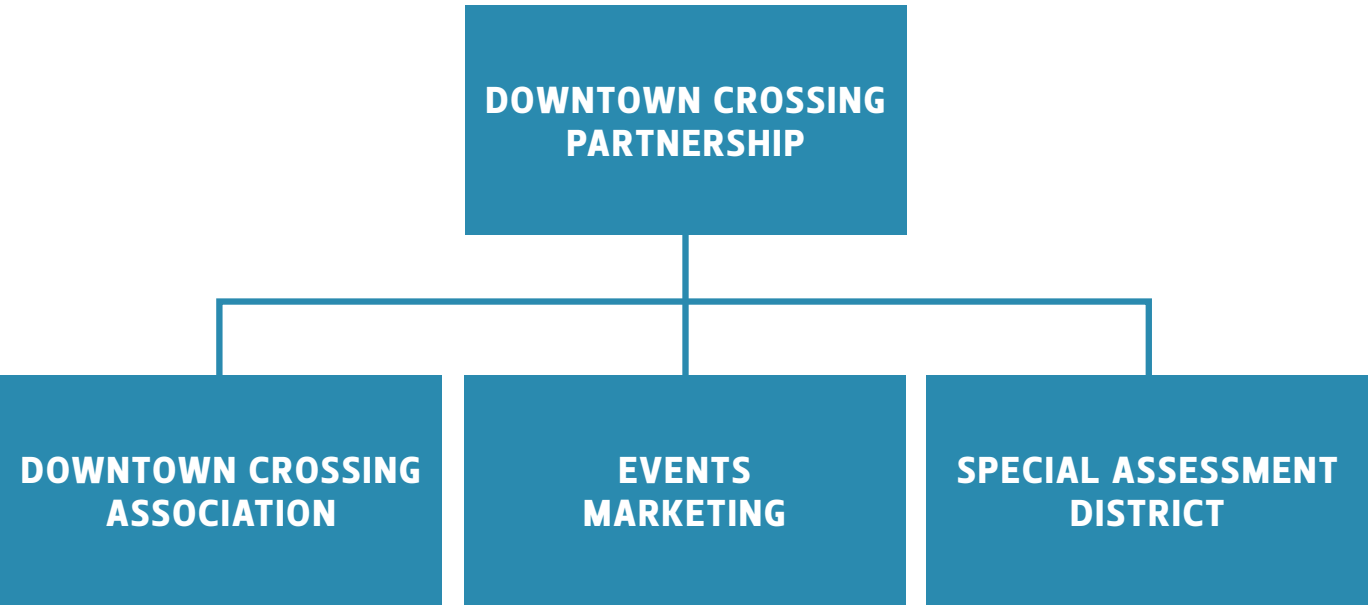 DOWNTOWN CROSSING
PARTNERSHIP
DOWNTOWN CROSSING
ASSOCIATION
EVENTS
MARKETING
SPECIAL ASSESSMENT
DISTRICT